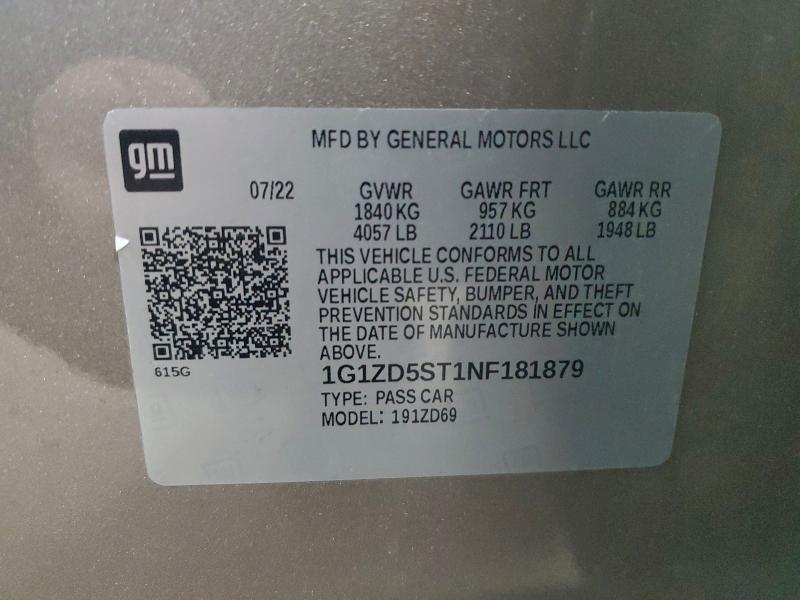 gm
MFD BY GENERAL MOTORS LLC
07/22 GVWR GAWR FRT GAWR RR
1840 KG 957 KG 884 KG
4057 LB 2110 LB 1948 LB
THIS VEHICLE CONFORMS TO ALL
APPLICABLE U.S. FEDERAL MOTOR
VEHICLE SAFETY, BUMPER, AND THEFT
PREVENTION STANDARDS IN EFFECT ON
THE DATE OF MANUFACTURE SHOWN
ABOVE.
615G
1G1ZD5ST1NF181879
TYPE: PASS CAR
MODEL: 191ZD69